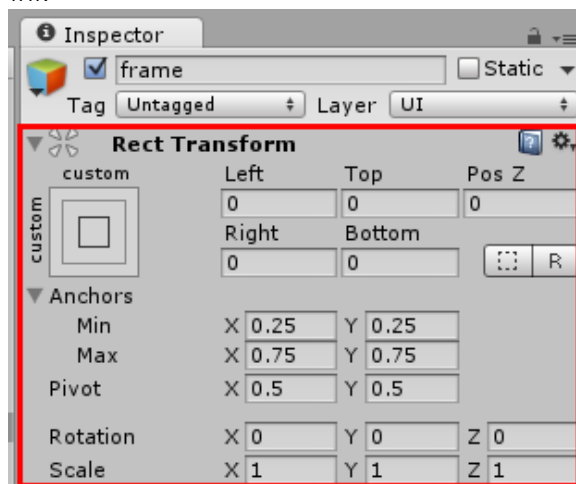 Inspector
frame Static
Tag Untagged Layer UI
Rect Transform
custom Left Top Pos Z
custom 0 0 0
Right Bottom
0 0 R
Anchors
Min X 0.25 Y 0.25
Max X 0.75 Y 0.75
Pivot X 0.5 Y 0.5
Rotation X 0 Y 0 Z 0
Scale X 1 Y 1 Z 1